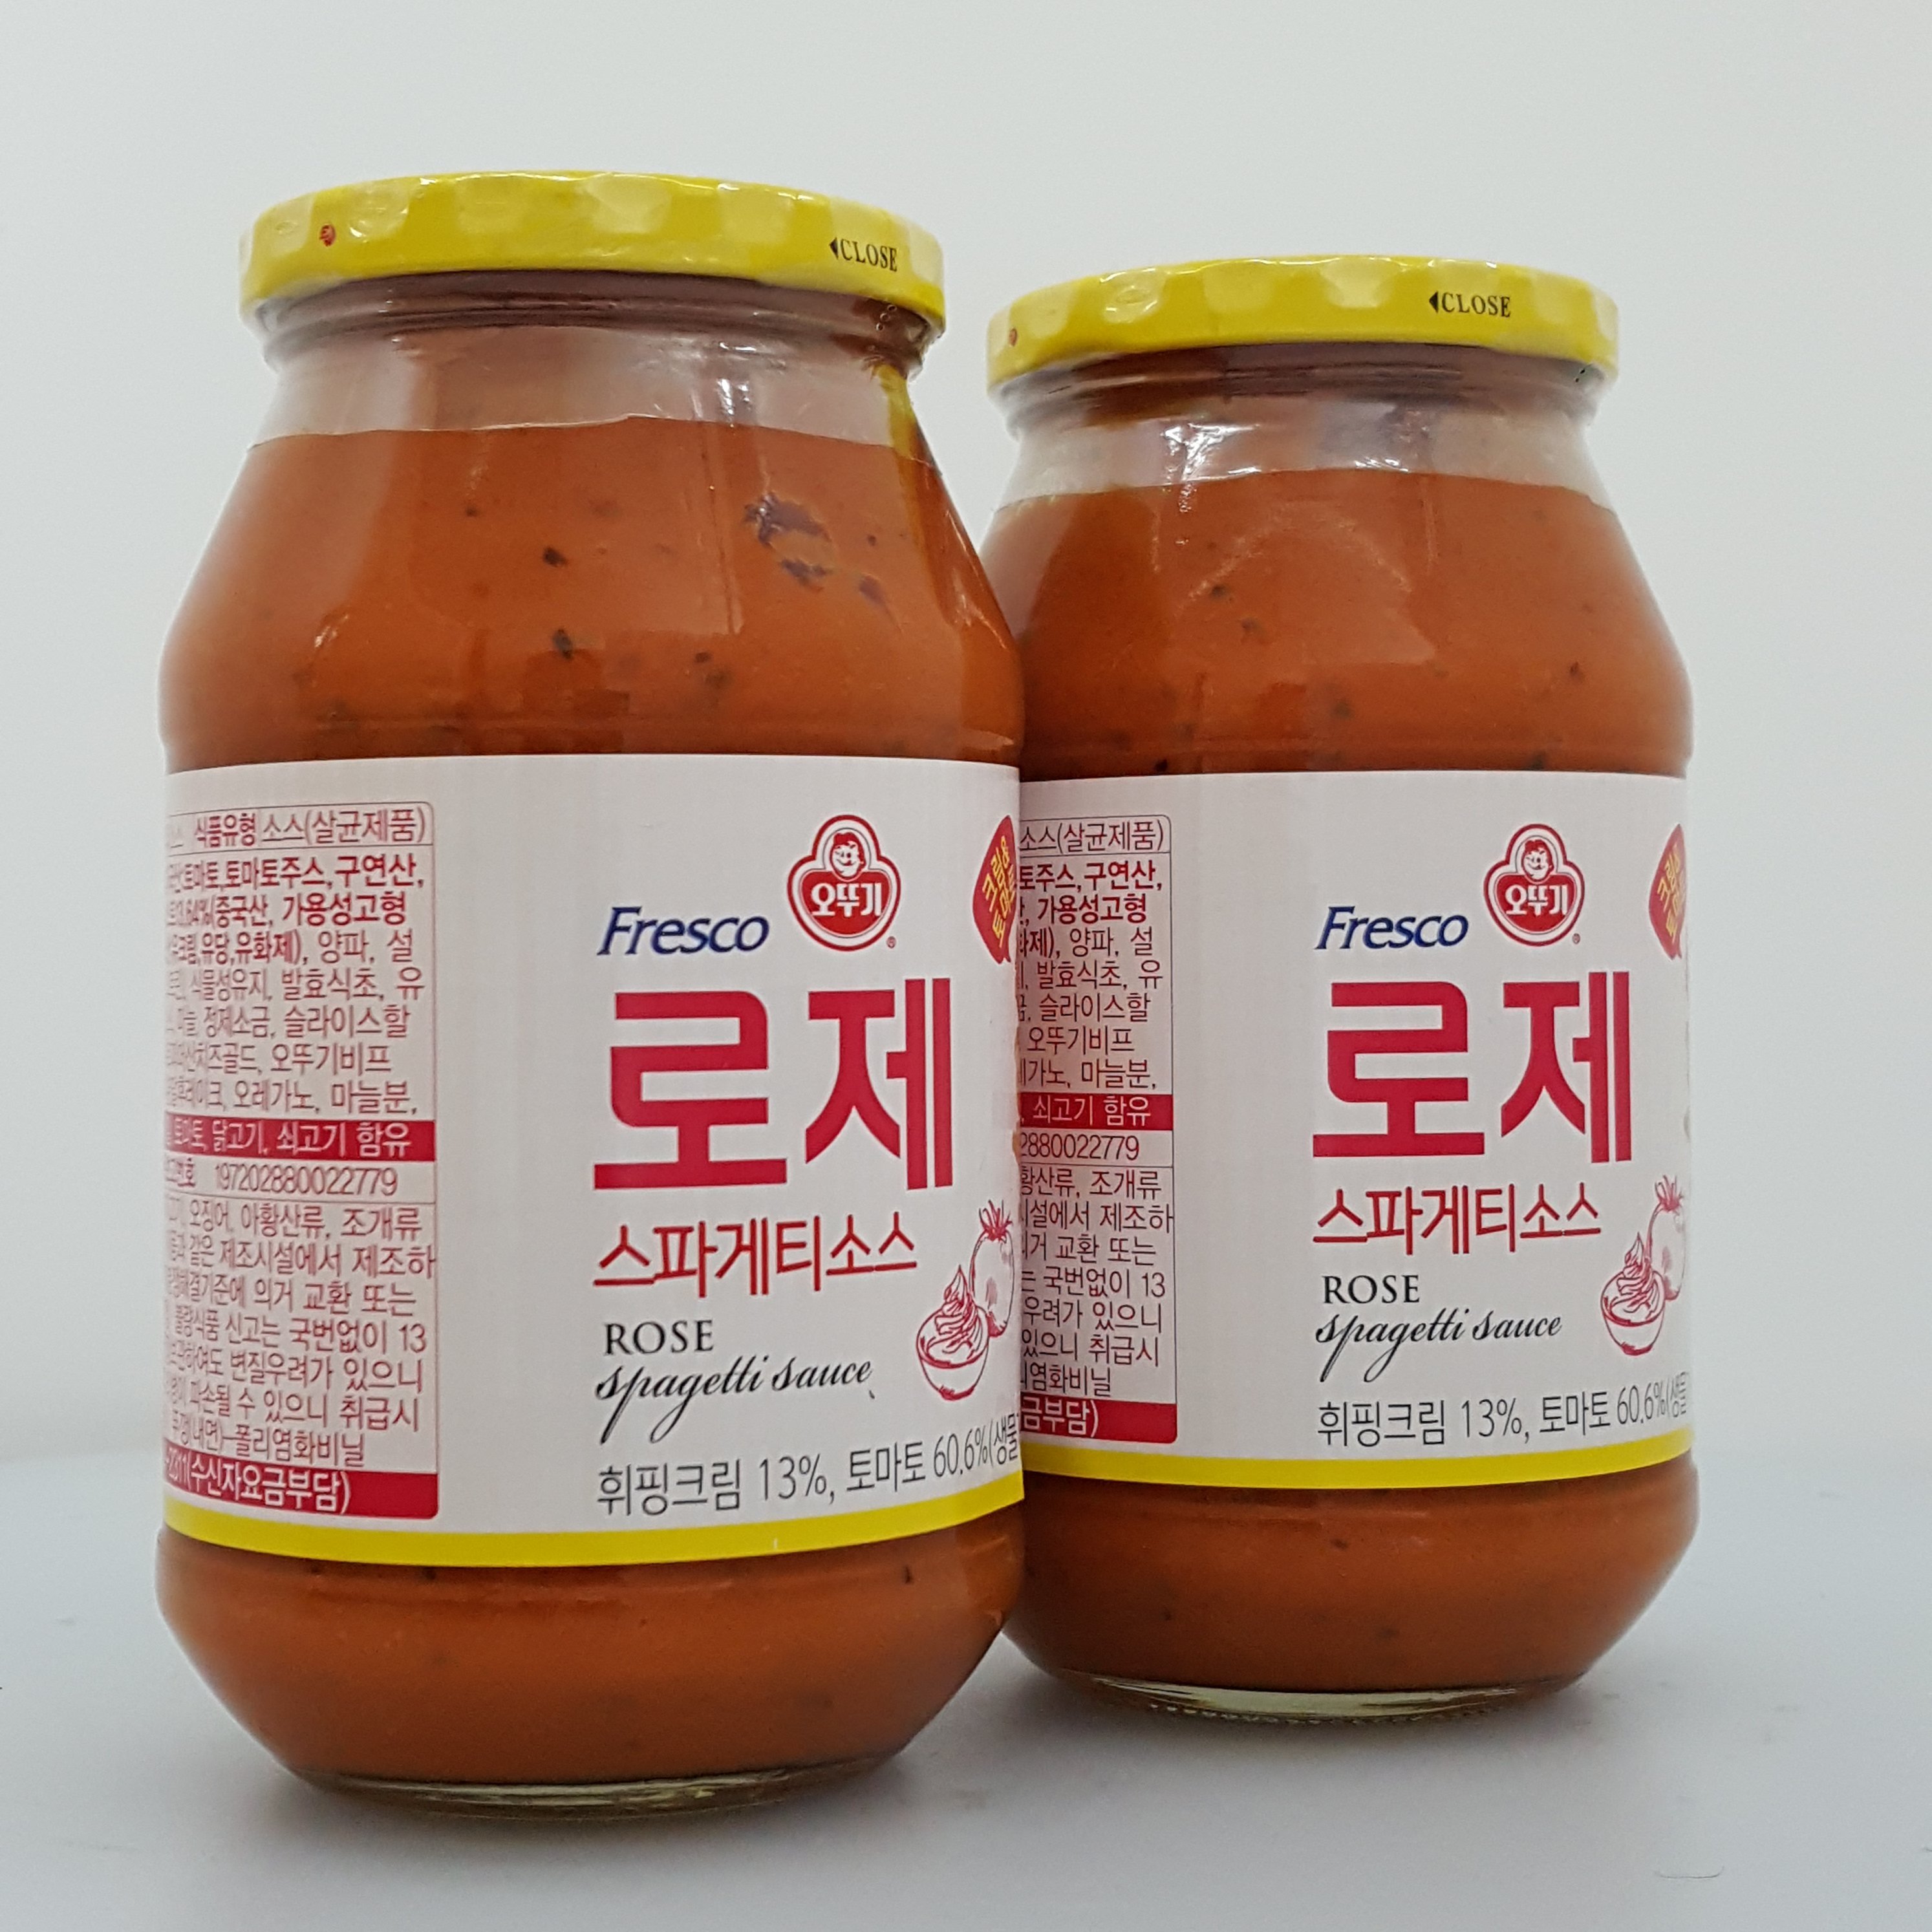 CLOSE
식품유형 소스(살균제품)
토마토,토마토주스,구연산,
(중국산, 가용성고형
유당,유화제), 양파, 설
식물성유지, 발효식초, 유
마늘, 정제소금, 슬라이스할
오뚜기비프
오레가노, 마늘분,
토마토, 닭고기, 쇠고기 함유
197202880022779
오징어, 아황산류, 조개류
같은 제조시설에서 제조하
의거 교환 또는
불량식품 신고는 국번없이 13
변질우려가 있으니
파손될 수 있으니 취급시
(내면)-폴리염화비닐
(수신자요금부담)
오뚜기
Fresco
로제
스파게티소스
ROSE
spagetti sauce
휘핑크림 13%, 토마토 60.6%(생물
CLOSE
소스(살균제품)
토주스,구연산,
가용성고형
양파, 설
발효식초, 유
슬라이스할
오뚜기비프
마늘분,
쇠고기 함유
2880022779
황산류, 조개류
시설에서 제조하
교환 또는
국번없이 13
우려가 있으니
있으니 취급시
염화비닐
금부담)
오뚜기
Fresco
로제
스파게티소스
ROSE
spagetti sauce
휘핑크림 13%, 토마토 60.6%(생물